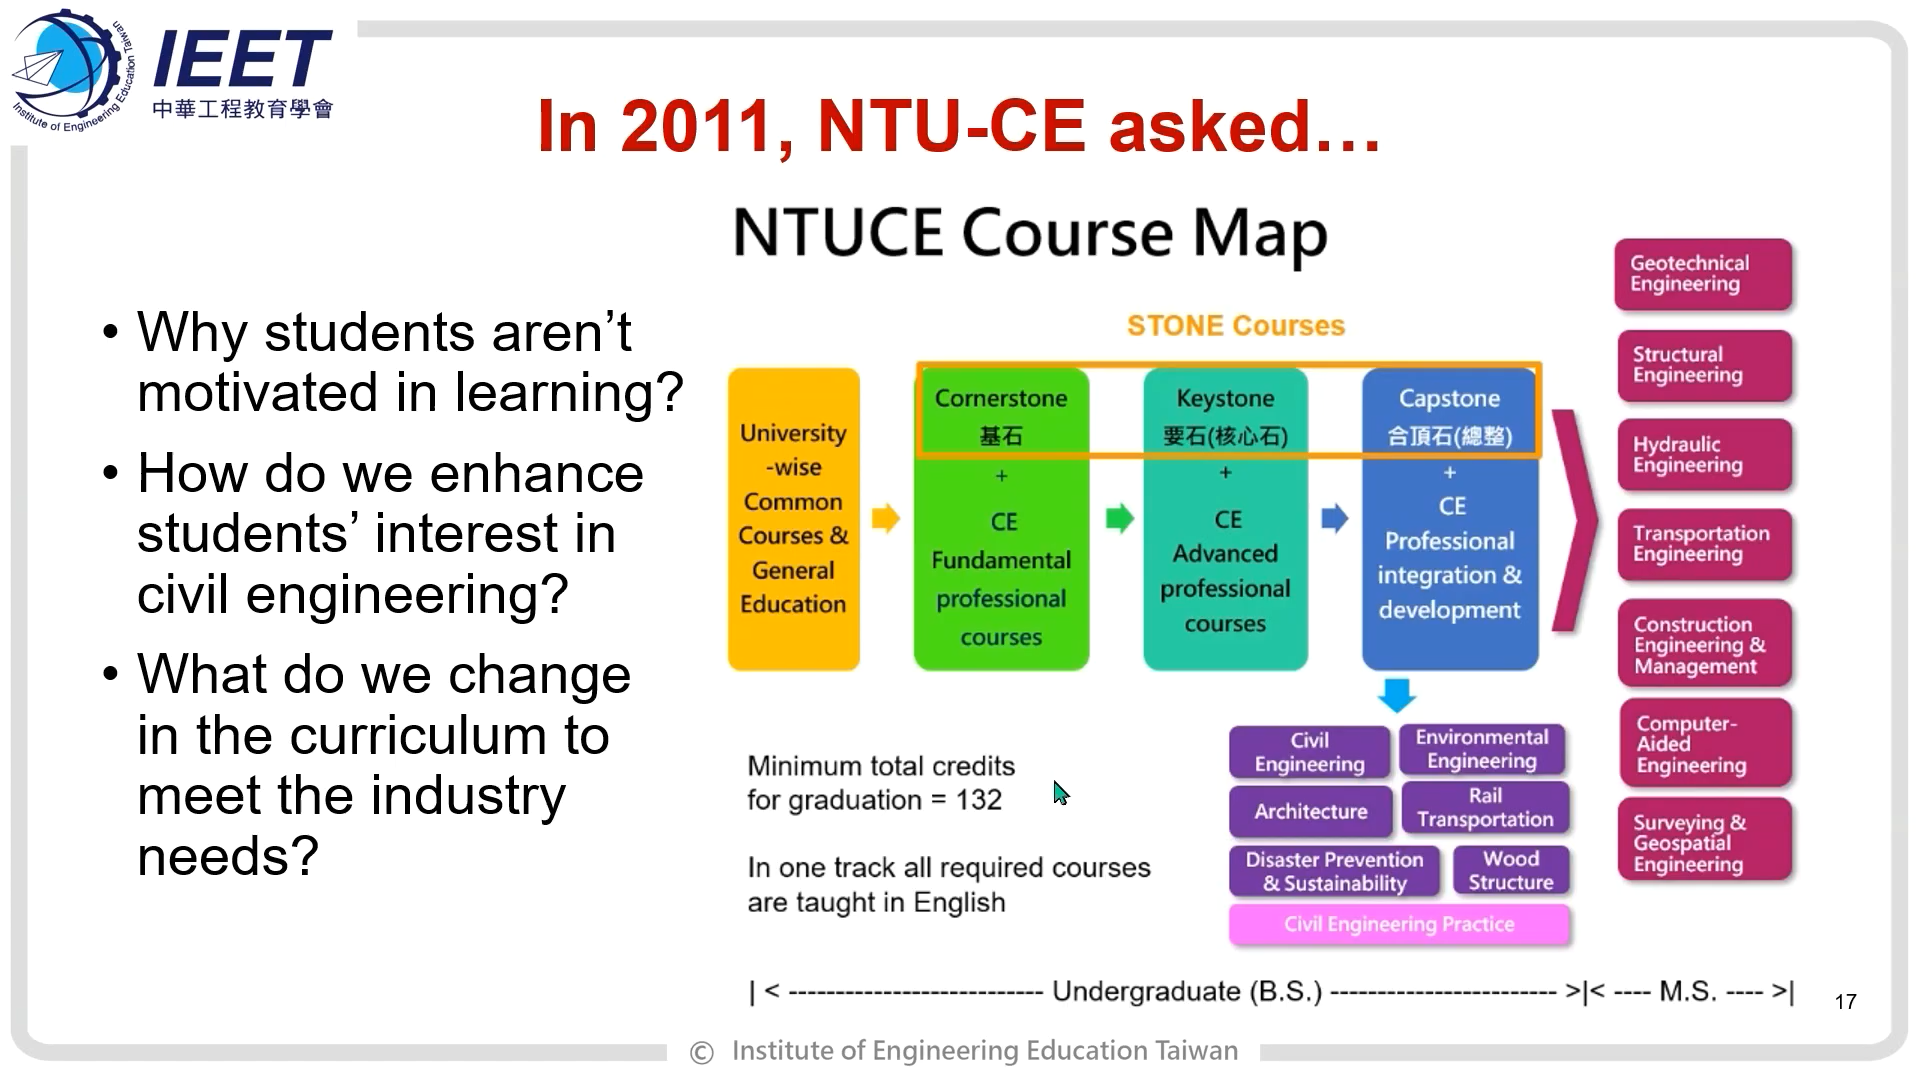 Institute of Engineering Education Taiwan
IEET
中華工程教育學會
In 2011, NTU-CE asked…
• Why students aren’t
motivated in learning?
• How do we enhance
students’ interest in
civil engineering?
• What do we change
in the curriculum to
meet the industry
needs?
NTUCE Course Map
STONE Courses
University
-wise
Common
Courses &
General
Education
Cornerstone
基石
+
CE
Fundamental
professional
courses
Keystone
要石(核心石)
+
CE
Advanced
professional
courses
Capstone
合頂石(總整)
+
CE
Professional
integration &
development
Geotechnical
Engineering
Structural
Engineering
Hydraulic
Engineering
Transportation
Engineering
Construction
Engineering &
Management
Computer-
Aided
Engineering
Surveying &
Geospatial
Engineering
Civil
Engineering
Environmental
Engineering
Architecture
Rail
Transportation
Disaster Prevention
& Sustainability
Wood
Structure
Civil Engineering Practice
Minimum total credits
for graduation = 132
In one track all required courses
are taught in English
| < --------------------------- Undergraduate (B.S.) ------------------------ >|< ---- M.S. ---- >|
17
© Institute of Engineering Education Taiwan